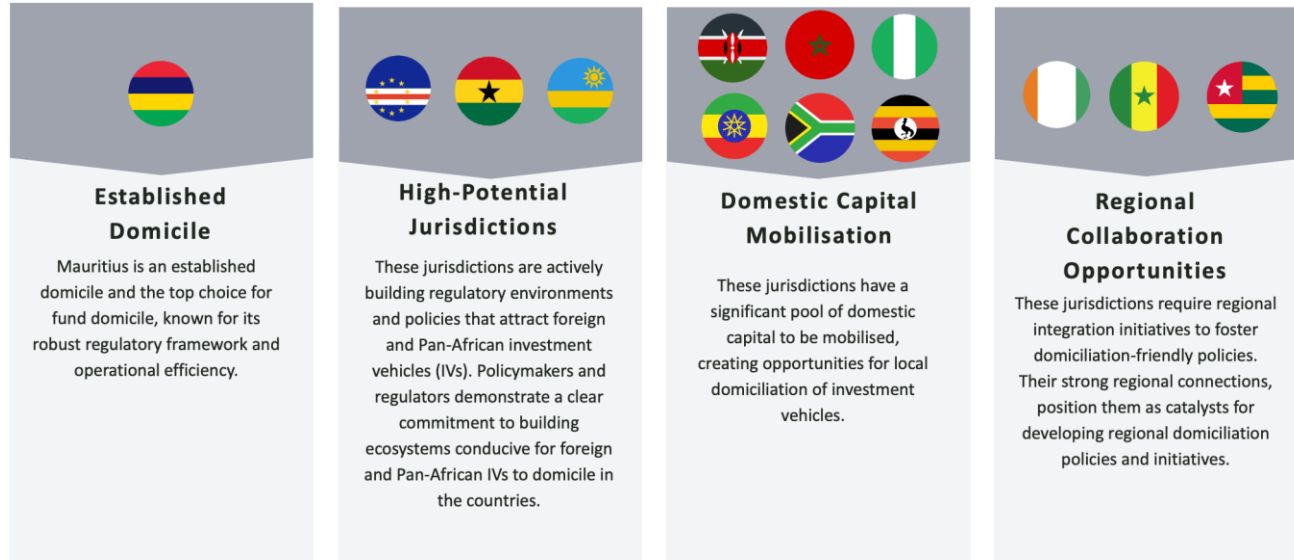 Established
Domicile
Mauritius is an established
domicile and the top choice for
fund domicile, known for its
robust regulatory framework and
operational efficiency.
High-Potential
Jurisdictions
These jurisdictions are actively
building regulatory environments
and policies that attract foreign
and Pan-African investment
vehicles (IVs). Policymakers and
regulators demonstrate a clear
commitment to building
ecosystems conducive for foreign
and Pan-African IVs to domicile in
the countries.
Domestic Capital
Mobilisation
These jurisdictions have a
significant pool of domestic
capital to be mobilised,
creating opportunities for local
domiciliation of investment
vehicles.
Regional
Collaboration
Opportunities
These jurisdictions require regional
integration initiatives to foster
domiciliation-friendly policies.
Their strong regional connections,
position them as catalysts for
developing regional domiciliation
policies and initiatives.